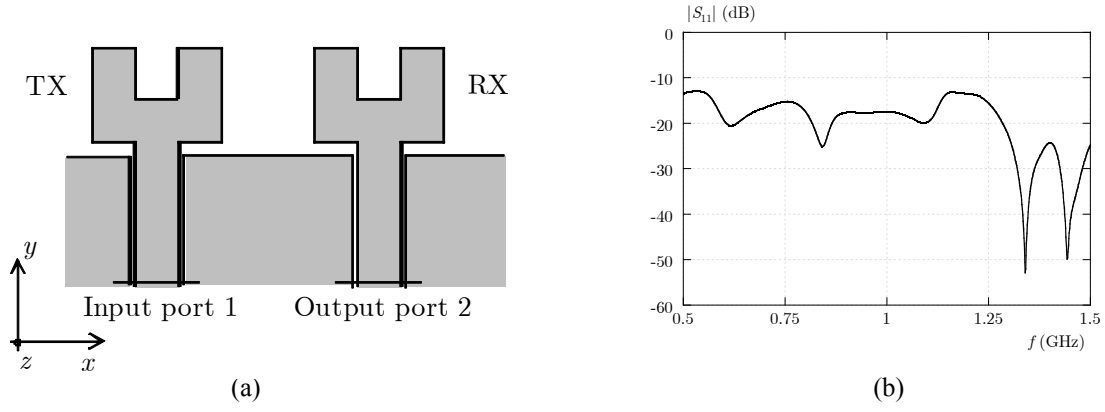 TX
RX
Input port 1
Output port 2
y
z
x
(a)
|S₁₁| (dB)
0
-10
-20
-30
-40
-50
-60
0.5
0.75
1
1.25
1.5
f (GHz)
(b)